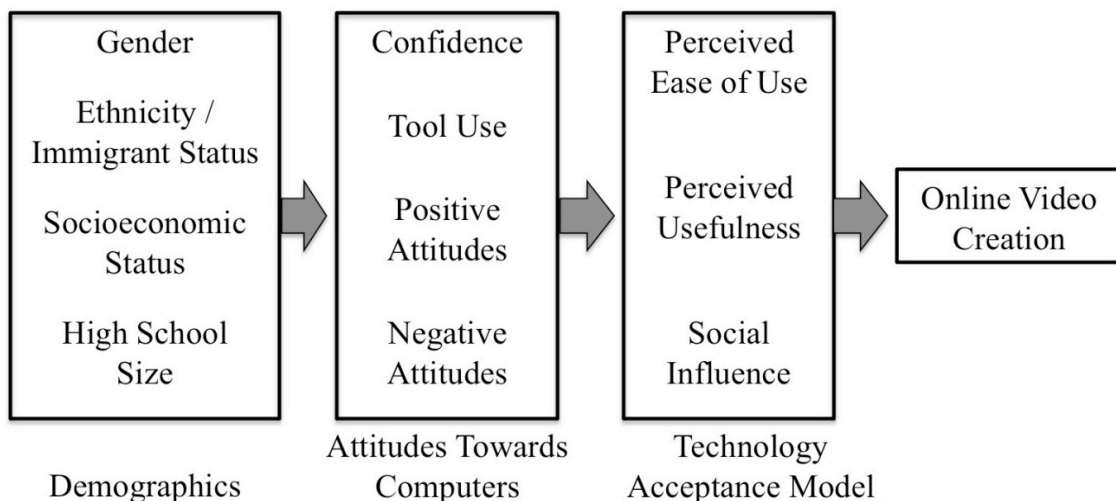 Gender
Ethnicity /
Immigrant Status
Socioeconomic
Status
High School
Size
Demographics
Confidence
Tool Use
Positive
Attitudes
Negative
Attitudes
Attitudes Towards
Computers
Perceived
Ease of Use
Perceived
Usefulness
Social
Influence
Technology
Acceptance Model
Online Video
Creation